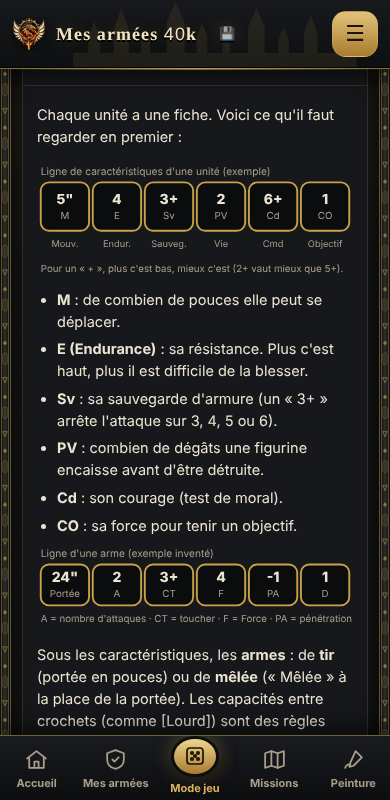 Mes armées 40k
Chaque unité a une fiche. Voici ce qu'il faut
regarder en premier :
Ligne de caractéristiques d'une unité (exemple)
5" 4 3+ 2 6+ 1
M E Sv PV Cd CO
Mouv. Endur. Sauveg. Vie Cmd Objectif
Pour un « + », plus c'est bas, mieux c'est (2+ vaut mieux que 5+).
• M : de combien de pouces elle peut se
déplacer.
• E (Endurance) : sa résistance. Plus c'est
haut, plus il est difficile de la blesser.
• Sv : sa sauvegarde d'armure (un « 3+ »
arrête l'attaque sur 3, 4, 5 ou 6).
• PV : combien de dégâts une figurine
encaisse avant d'être détruite.
• Cd : son courage (test de moral).
• CO : sa force pour tenir un objectif.
Ligne d'une arme (exemple inventé)
24" 2 3+ 4 -1 1
Portée A CT F PA D
A = nombre d'attaques · CT = toucher · F = Force · PA = pénétration
Sous les caractéristiques, les armes : de tir
(portée en pouces) ou de mêlée (« Mêlée » à
la place de la portée). Les capacités entre
crochets (comme [Lourd]) sont des règles
Accueil Mes armées Mode jeu Missions Peinture